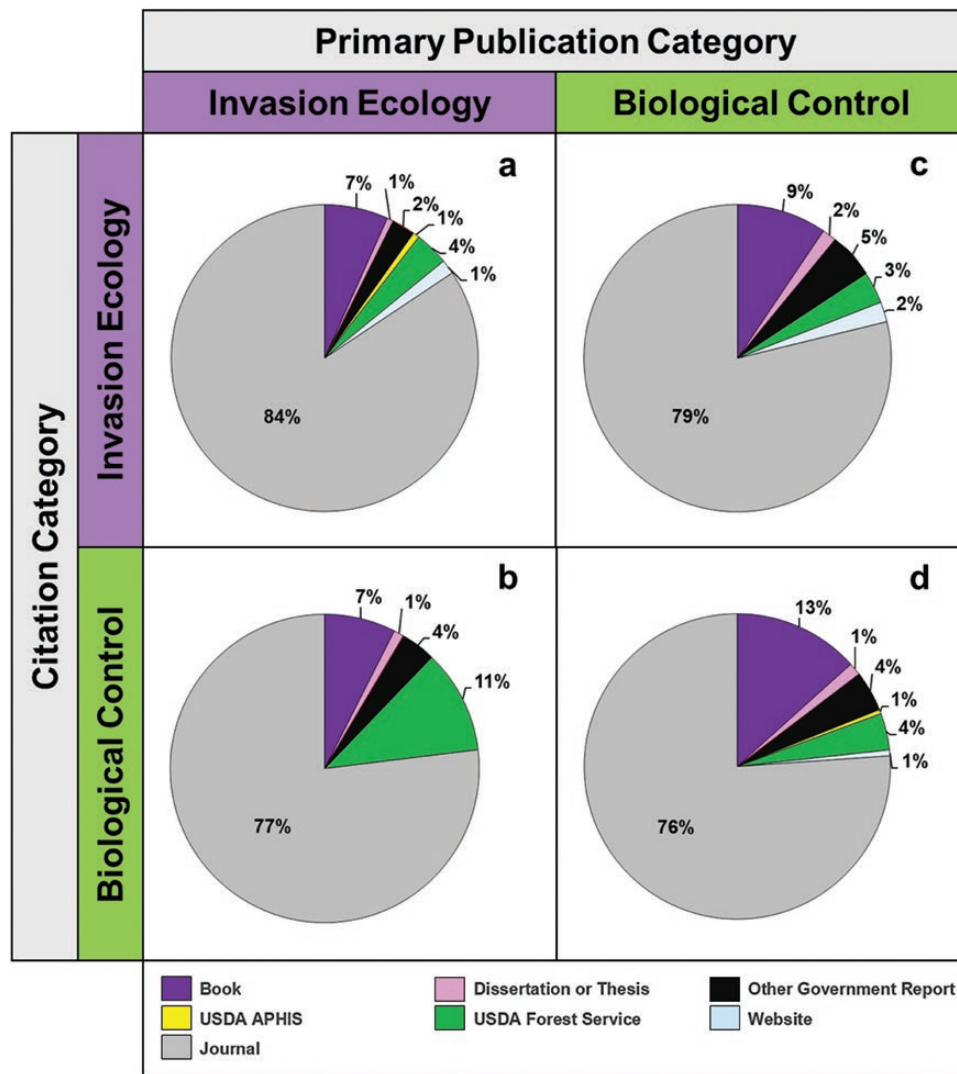 Primary Publication Category
Invasion Ecology
Biological Control
Citation Category
Invasion Ecology
Biological Control
a
7%
1%
2%
1%
4%
1%
84%
c
9%
2%
5%
3%
2%
79%
b
7%
1%
4%
11%
77%
d
13%
1%
4%
1%
4%
1%
76%
Book
Dissertation or Thesis
Other Government Report
USDA APHIS
USDA Forest Service
Website
Journal